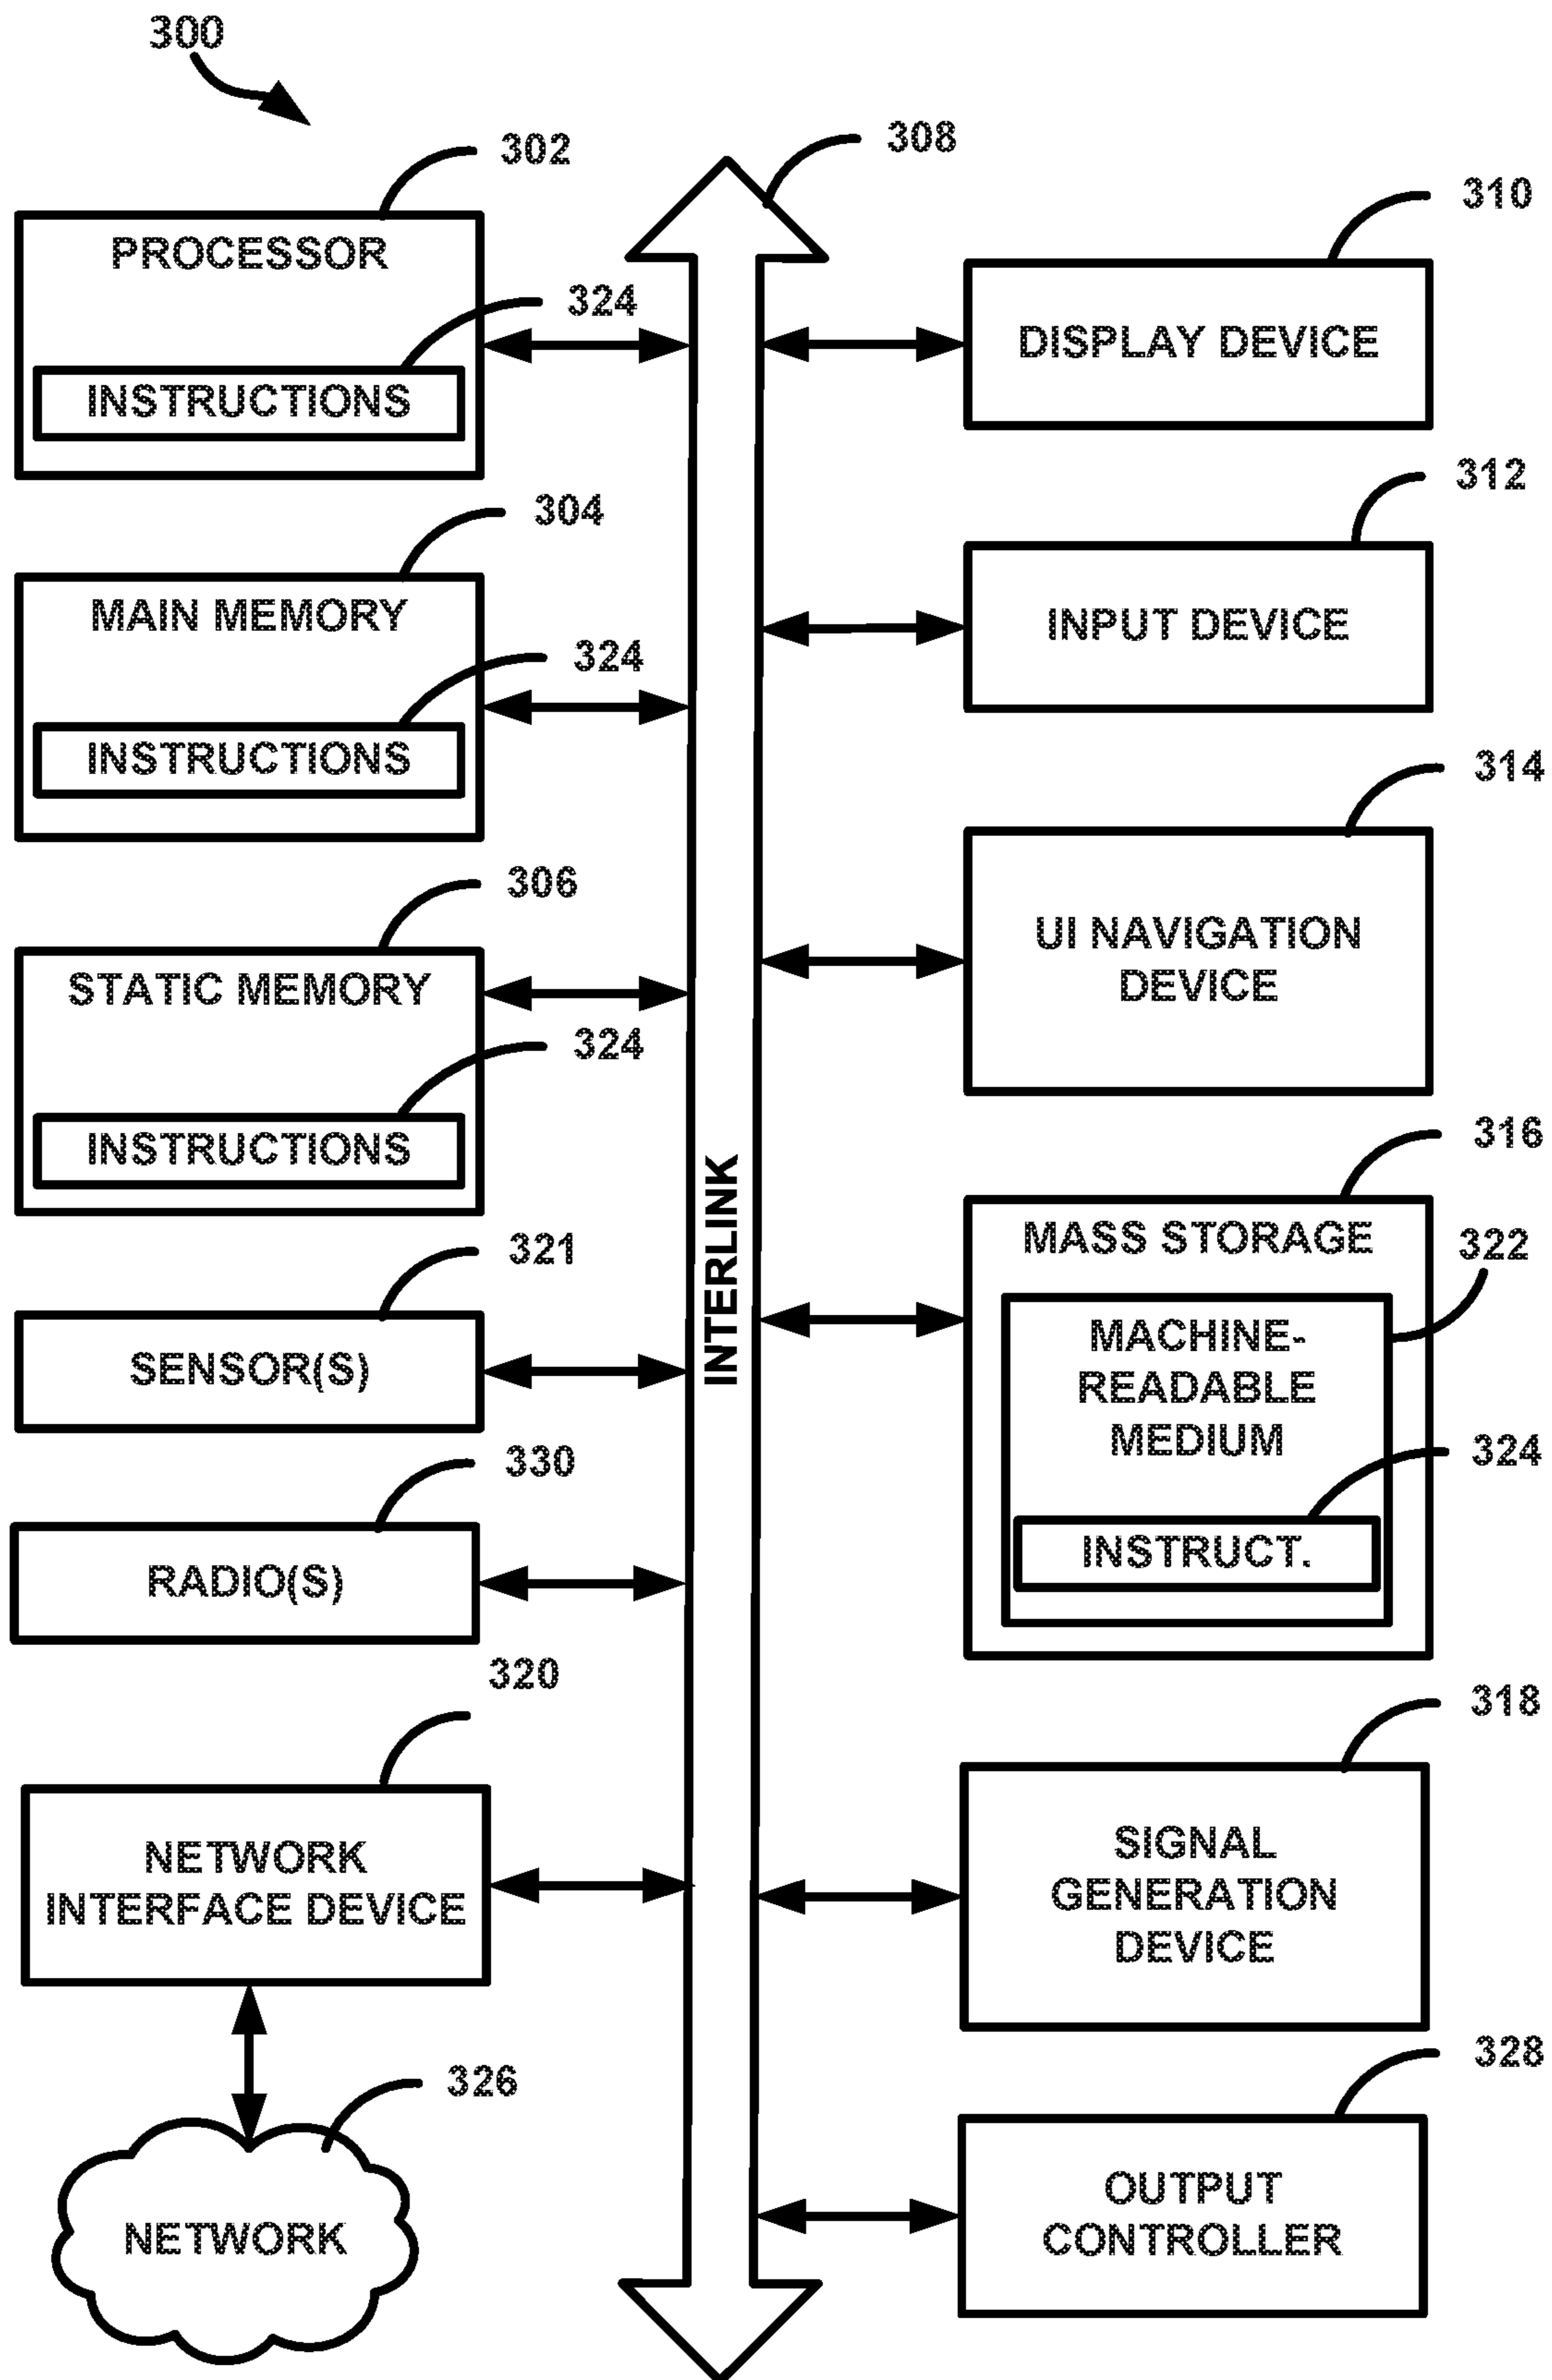 300
302
PROCESSOR
324
INSTRUCTIONS
304
MAIN MEMORY
324
INSTRUCTIONS
306
STATIC MEMORY
324
INSTRUCTIONS
321
SENSOR(S)
330
RADIO(S)
320
NETWORK
INTERFACE DEVICE
326
NETWORK
308
INTERLINK
310
DISPLAY DEVICE
312
INPUT DEVICE
314
UI NAVIGATION
DEVICE
316
MASS STORAGE
322
MACHINE-
READABLE
MEDIUM
324
INSTRUCT.
318
SIGNAL
GENERATION
DEVICE
328
OUTPUT
CONTROLLER